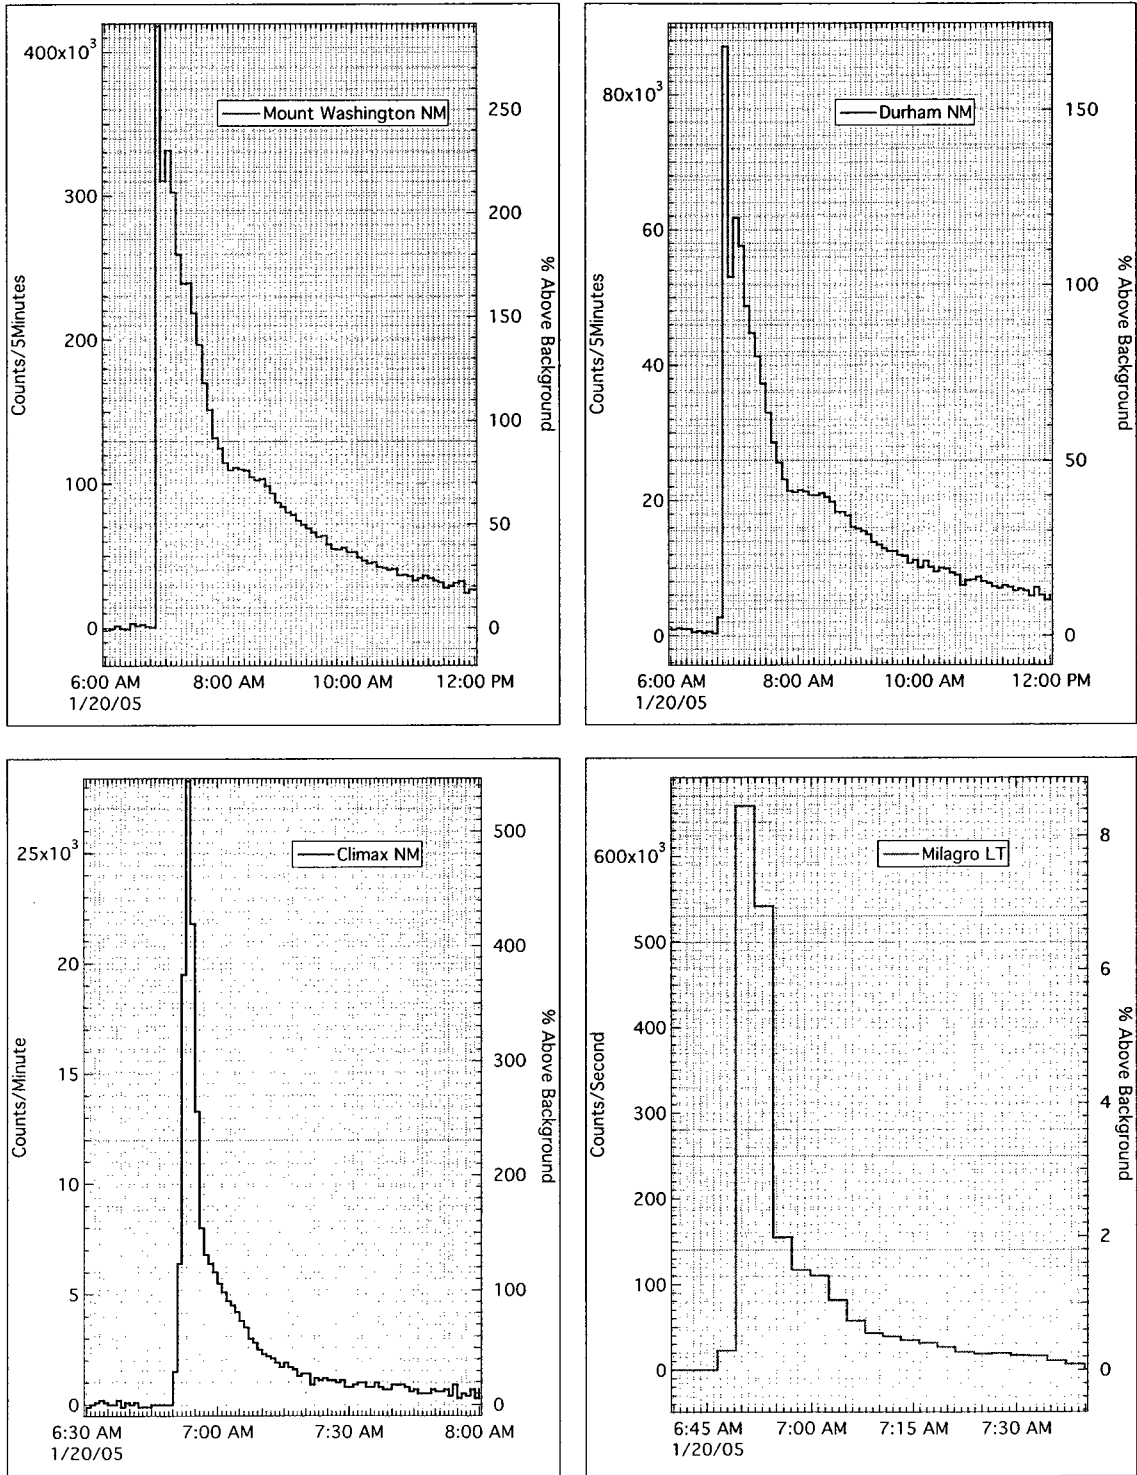 400x10³
300
200
100
0
Counts/5Minutes
Mount Washington NM
250
200
150
100
50
0
% Above Background
6:00 AM
8:00 AM
10:00 AM
12:00 PM
1/20/05
80x10³
60
40
20
0
Counts/5Minutes
Durham NM
150
100
50
0
% Above Background
6:00 AM
8:00 AM
10:00 AM
12:00 PM
1/20/05
25x10³
20
15
10
5
0
Counts/Minute
Climax NM
500
400
300
200
100
0
% Above Background
6:30 AM
7:00 AM
7:30 AM
8:00 AM
1/20/05
600x10³
500
400
300
200
100
0
Counts/Second
Milagro LT
8
6
4
2
0
% Above Background
6:45 AM
7:00 AM
7:15 AM
7:30 AM
1/20/05